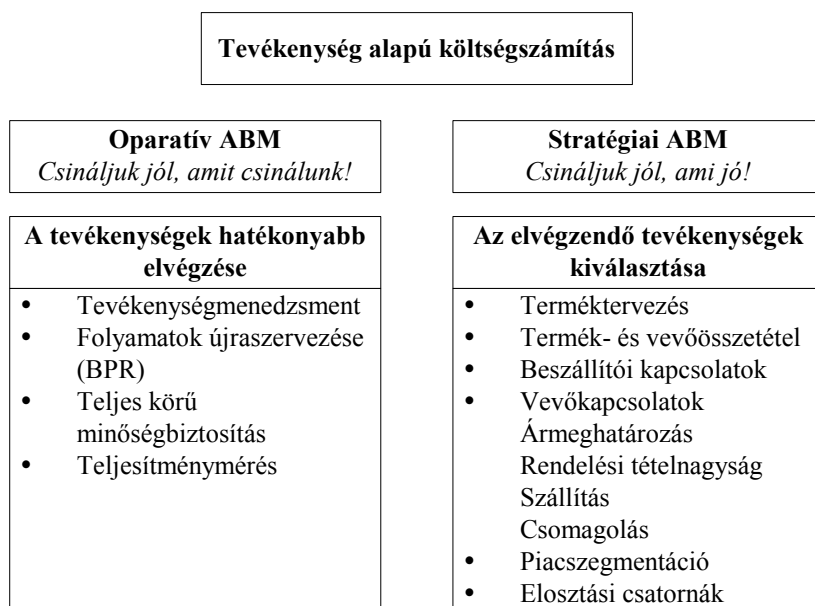 Tevékenység alapú költségszámítás
Oparatív ABM
Csináljuk jól, amit csinálunk!
A tevékenységek hatékonyabb
elvégzése
• Tevékenységmenedzsment
• Folyamatok újraszervezése
(BPR)
• Teljes körű
minőségbiztosítás
• Teljesítménymérés
Stratégiai ABM
Csináljuk jól, ami jó!
Az elvégzendő tevékenységek
kiválasztása
• Terméktervezés
• Termék- és vevőösszetétel
• Beszállítói kapcsolatok
• Vevőkapcsolatok
Ármeghatározás
Rendelési tételnagyság
Szállítás
Csomagolás
• Piacszegmentáció
• Elosztási csatornák